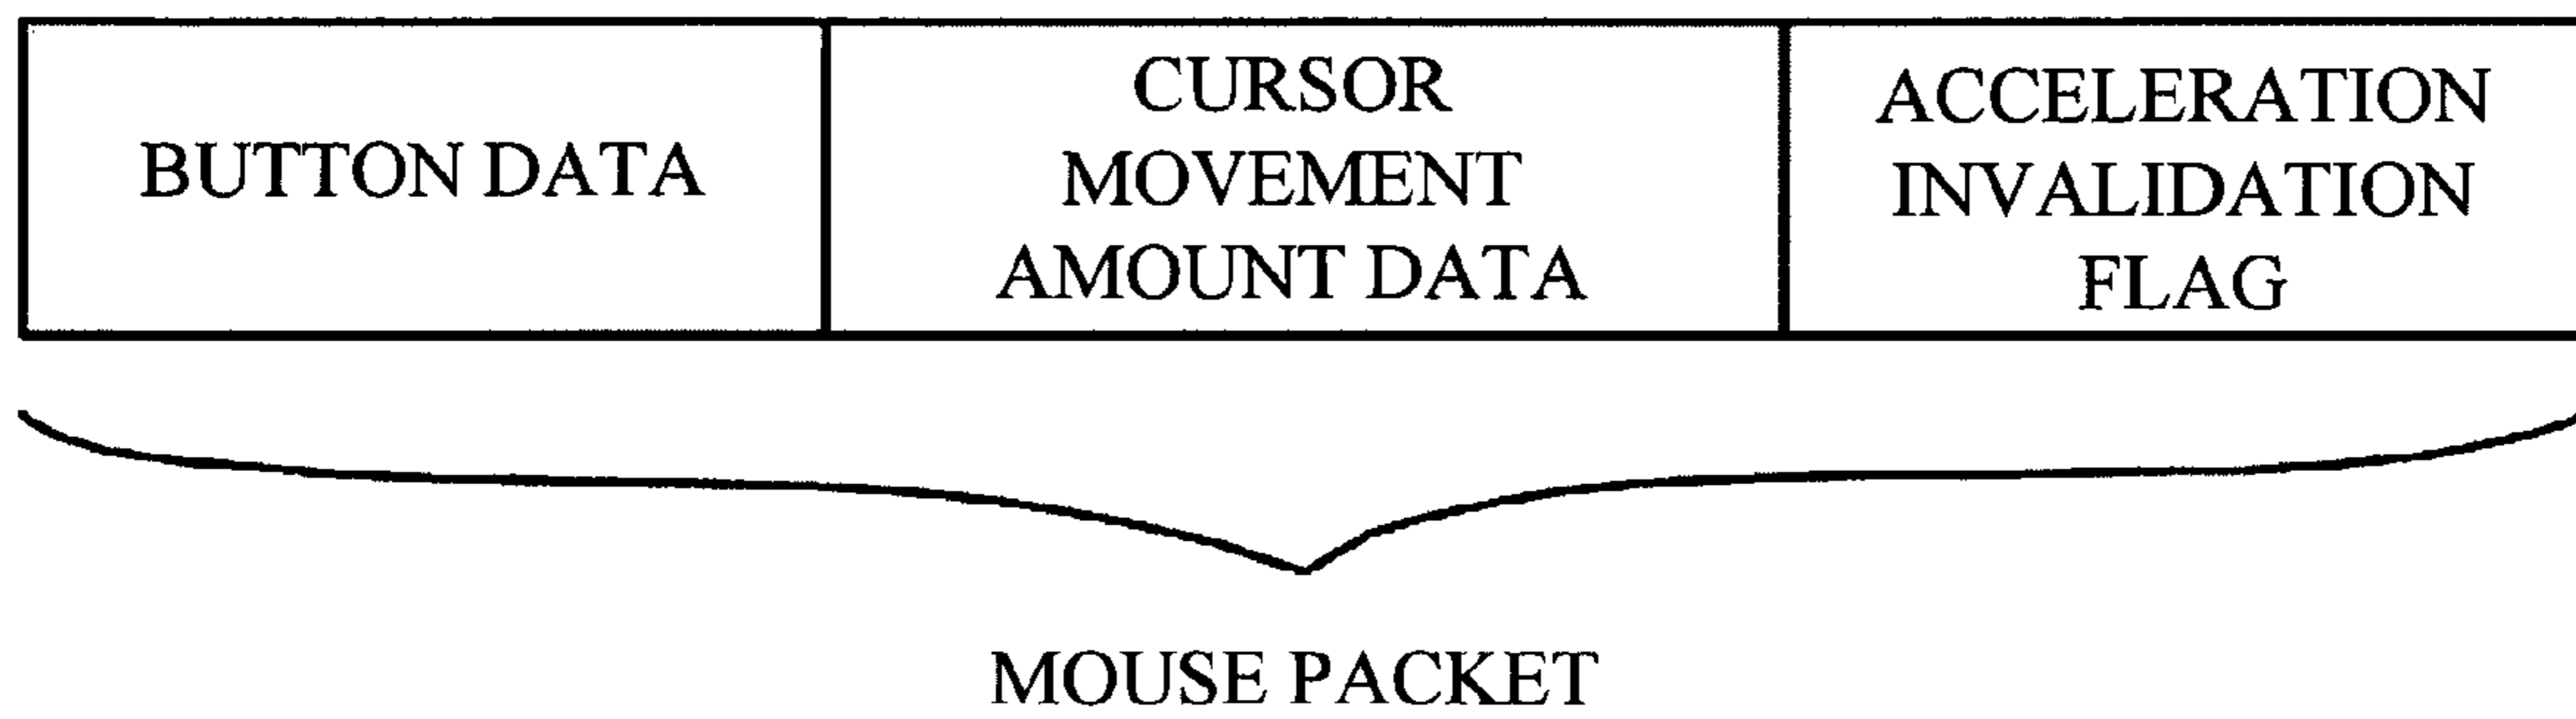 BUTTON DATA
CURSOR
MOVEMENT
AMOUNT DATA
ACCELERATION
INVALIDATION
FLAG
MOUSE PACKET